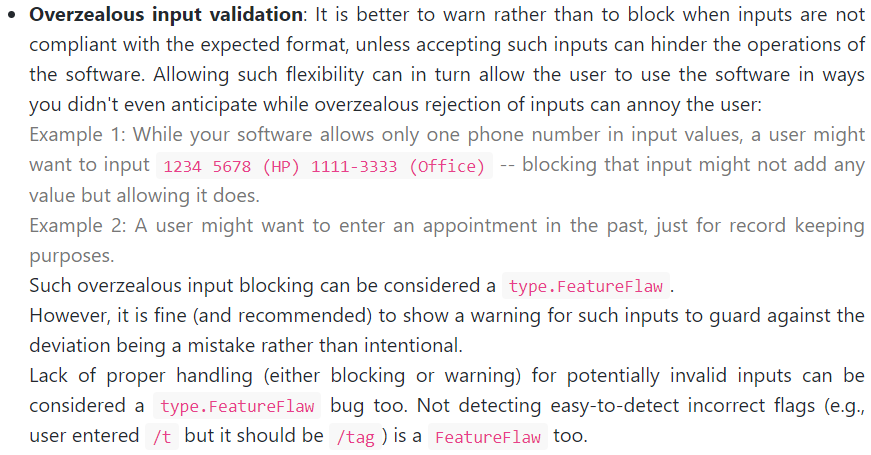 • Overzealous input validation: It is better to warn rather than to block when inputs are not
compliant with the expected format, unless accepting such inputs can hinder the operations of
the software. Allowing such flexibility can in turn allow the user to use the software in ways
you didn't even anticipate while overzealous rejection of inputs can annoy the user:
Example 1: While your software allows only one phone number in input values, a user might
want to input 1234 5678 (HP) 1111-3333 (Office) -- blocking that input might not add any
value but allowing it does.
Example 2: A user might want to enter an appointment in the past, just for record keeping
purposes.
Such overzealous input blocking can be considered a type.FeatureFlaw .
However, it is fine (and recommended) to show a warning for such inputs to guard against the
deviation being a mistake rather than intentional.
Lack of proper handling (either blocking or warning) for potentially invalid inputs can be
considered a type.FeatureFlaw bug too. Not detecting easy-to-detect incorrect flags (e.g.,
user entered /t but it should be /tag ) is a FeatureFlaw too.